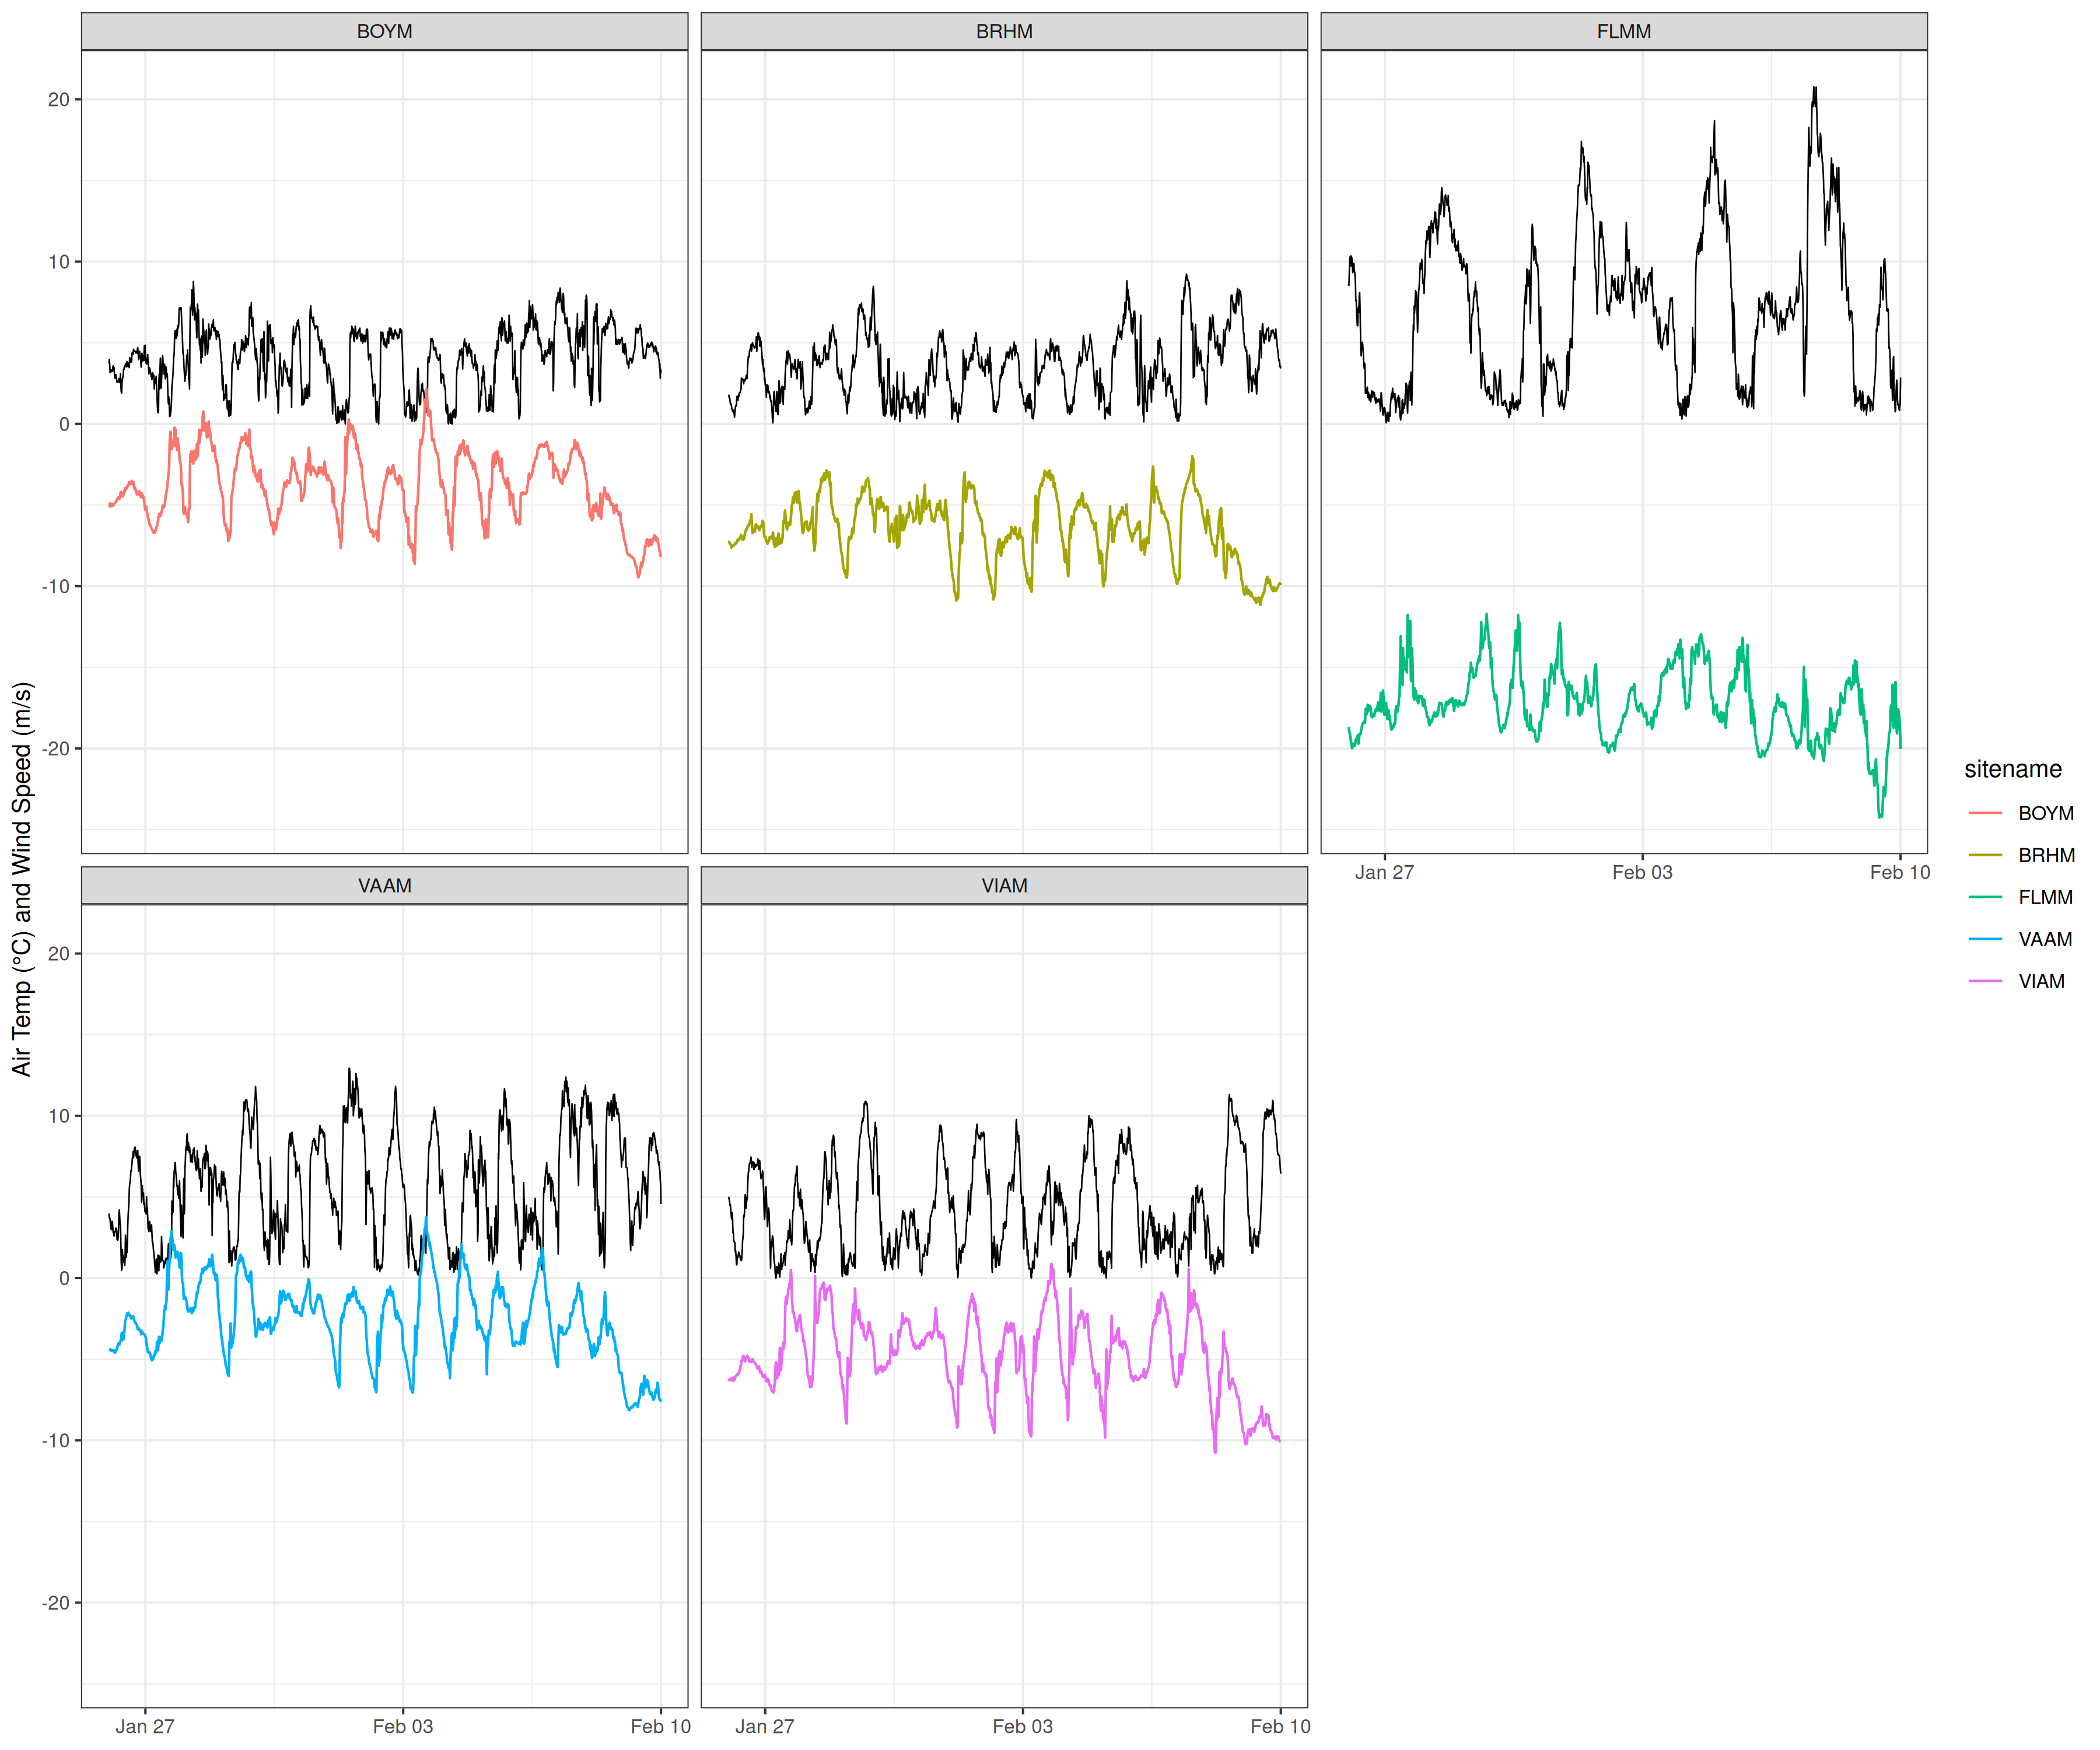 BOYM
BRHM
FLMM
20
10
0
-10
-20
Jan 27
Feb 03
Feb 10
VAAM
VIAM
20
10
0
-10
-20
Jan 27
Feb 03
Feb 10
Jan 27
Feb 03
Feb 10
Air Temp (°C) and Wind Speed (m/s)
sitename
BOYM
BRHM
FLMM
VAAM
VIAM